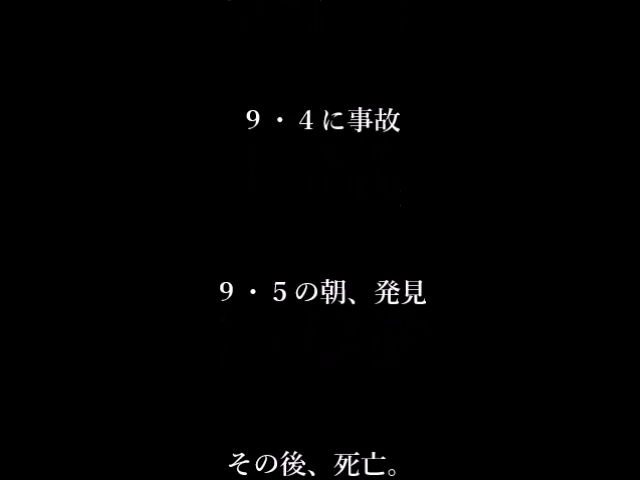 ９・４に事故
９・５の朝、発見
その後、死亡。